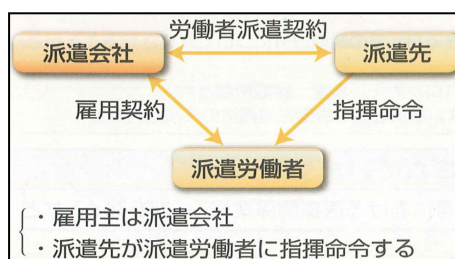 労働者派遣契約
派遣会社
派遣先
雇用契約
指揮命令
派遣労働者
・雇用主は派遣会社
・派遣先が派遣労働者に指揮命令する